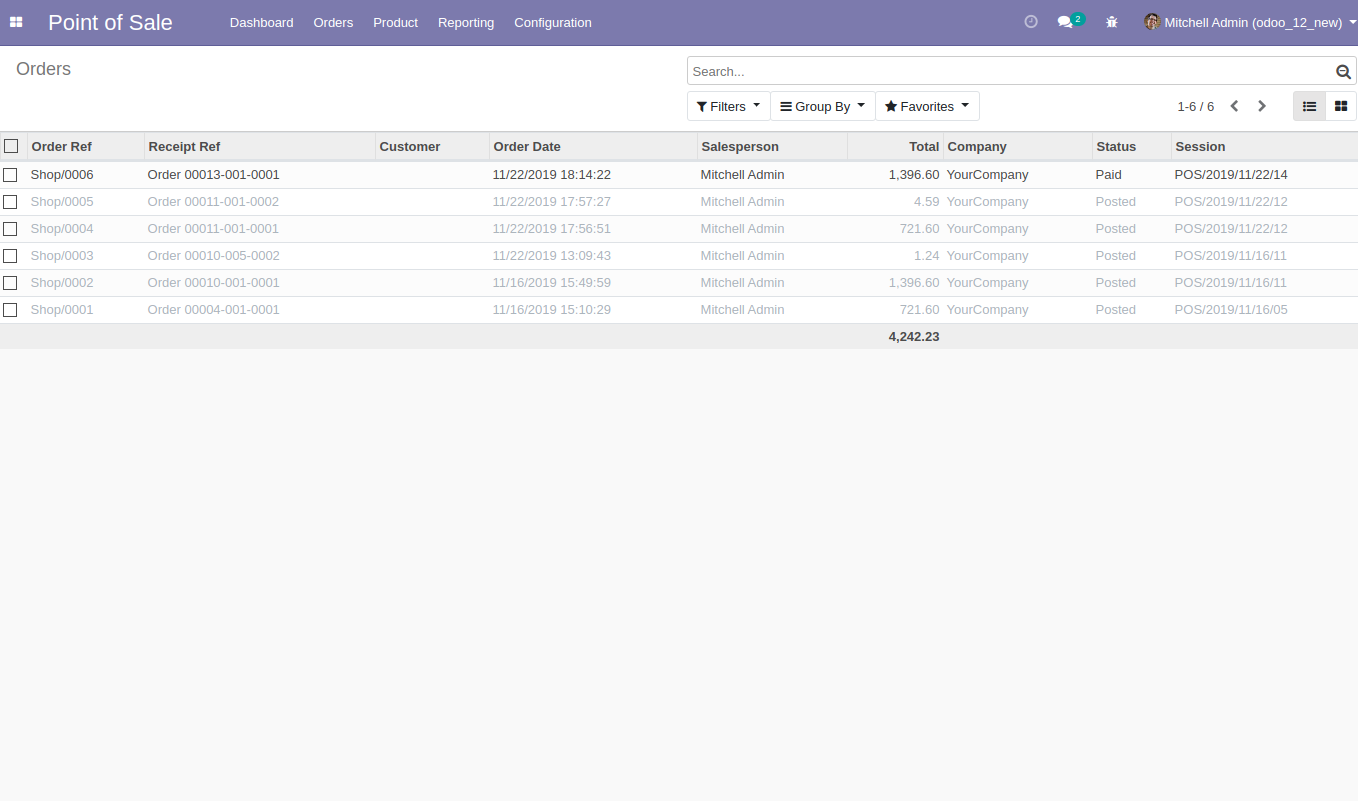 Point of Sale Dashboard Orders Product Reporting Configuration 2 Mitchell Admin (odoo_12_new)
Orders
Search...
Filters Group By Favorites 1-6 / 6
Order Ref Receipt Ref Customer Order Date Salesperson Total Company Status Session
Shop/0006 Order 00013-001-0001 11/22/2019 18:14:22 Mitchell Admin 1,396.60 YourCompany Paid POS/2019/11/22/14
Shop/0005 Order 00011-001-0002 11/22/2019 17:57:27 Mitchell Admin 4.59 YourCompany Posted POS/2019/11/22/12
Shop/0004 Order 00011-001-0001 11/22/2019 17:56:51 Mitchell Admin 721.60 YourCompany Posted POS/2019/11/22/12
Shop/0003 Order 00010-005-0002 11/22/2019 13:09:43 Mitchell Admin 1.24 YourCompany Posted POS/2019/11/16/11
Shop/0002 Order 00010-001-0001 11/16/2019 15:49:59 Mitchell Admin 1,396.60 YourCompany Posted POS/2019/11/16/11
Shop/0001 Order 00004-001-0001 11/16/2019 15:10:29 Mitchell Admin 721.60 YourCompany Posted POS/2019/11/16/05
4,242.23